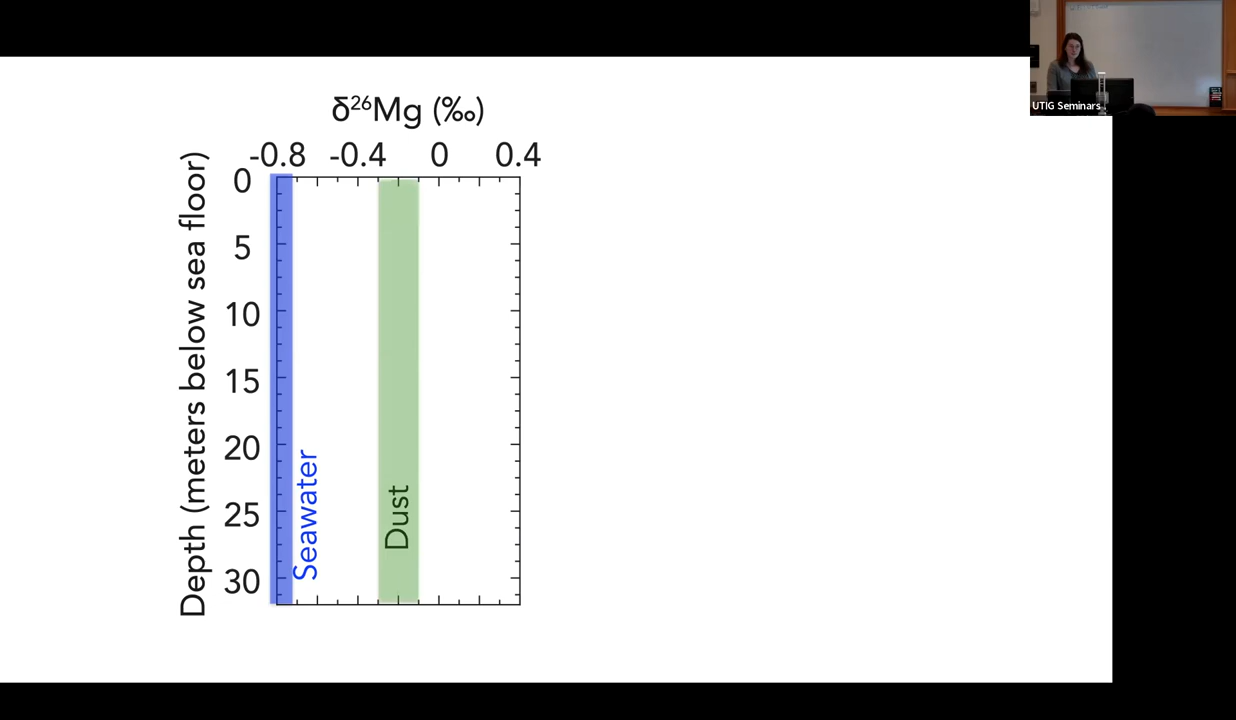 δ²⁶Mg (‰)
-0.8 -0.4 0 0.4
Depth (meters below sea floor)
0
5
10
15
20
25
30
Seawater
Dust
UTIG Seminars